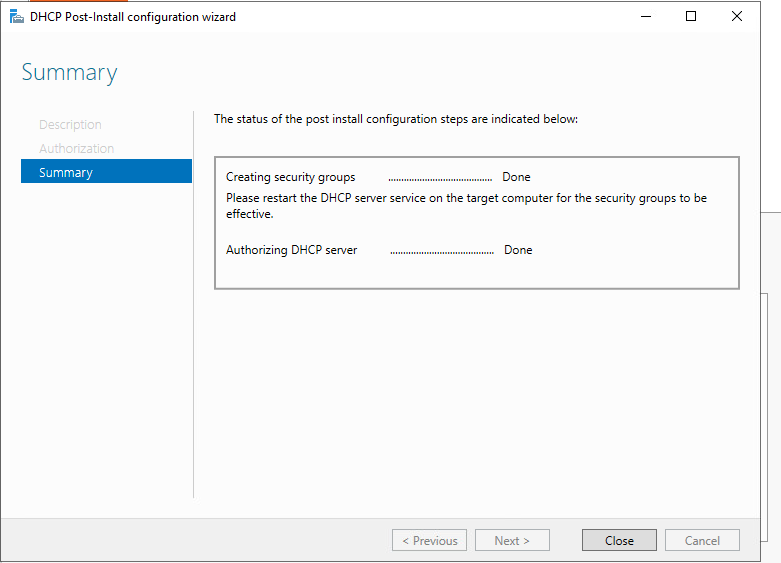 DHCP Post-Install configuration wizard
Summary
Description
Authorization
Summary
The status of the post install configuration steps are indicated below:
Creating security groups ........................................ Done
Please restart the DHCP server service on the target computer for the security groups to be
effective.
Authorizing DHCP server ........................................ Done
< Previous
Next >
Close
Cancel